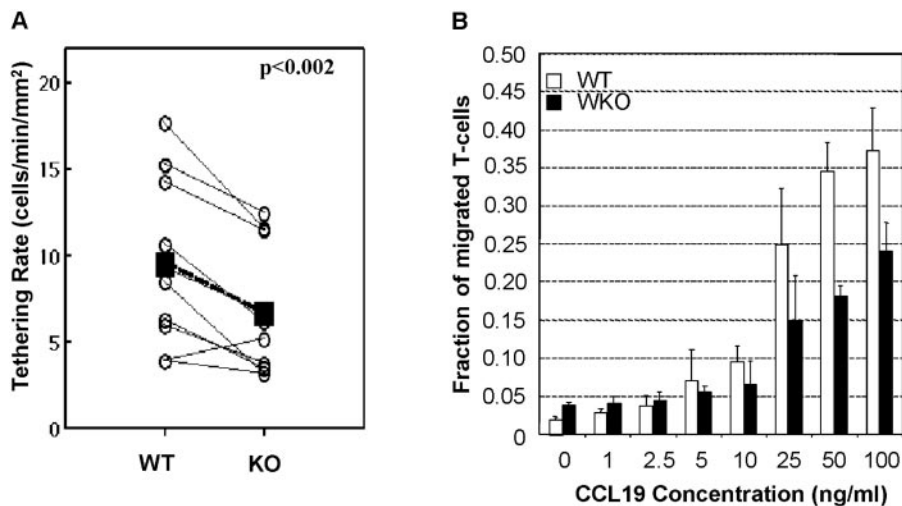 A
Tethering Rate (cells/min/mm²)
p<0.002
20
15
10
5
0
WT KO
B
Fraction of migrated T-cells
0.50
0.45
0.40
0.35
0.30
0.25
0.20
0.15
0.10
0.05
0
WT
WKO
0 1 2.5 5 10 25 50 100
CCL19 Concentration (ng/ml)